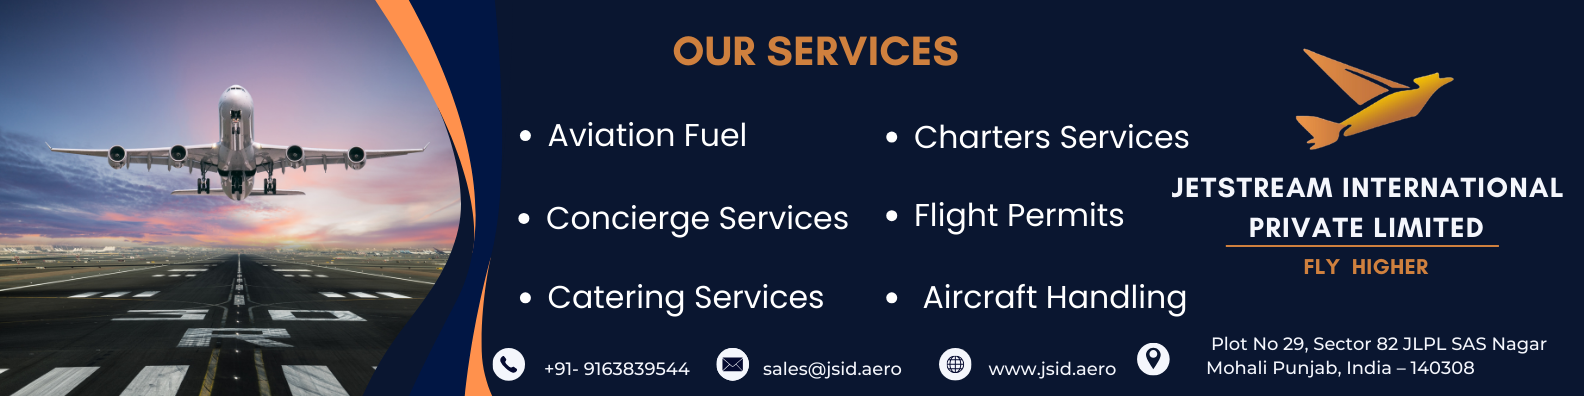 OUR SERVICES
• Aviation Fuel
• Charters Services
• Concierge Services
• Flight Permits
• Catering Services
• Aircraft Handling
JETSTREAM INTERNATIONAL
PRIVATE LIMITED
FLY HIGHER
+91- 9163839544
sales@jsid.aero
www.jsid.aero
Plot No 29, Sector 82 JLPL SAS Nagar
Mohali Punjab, India – 140308